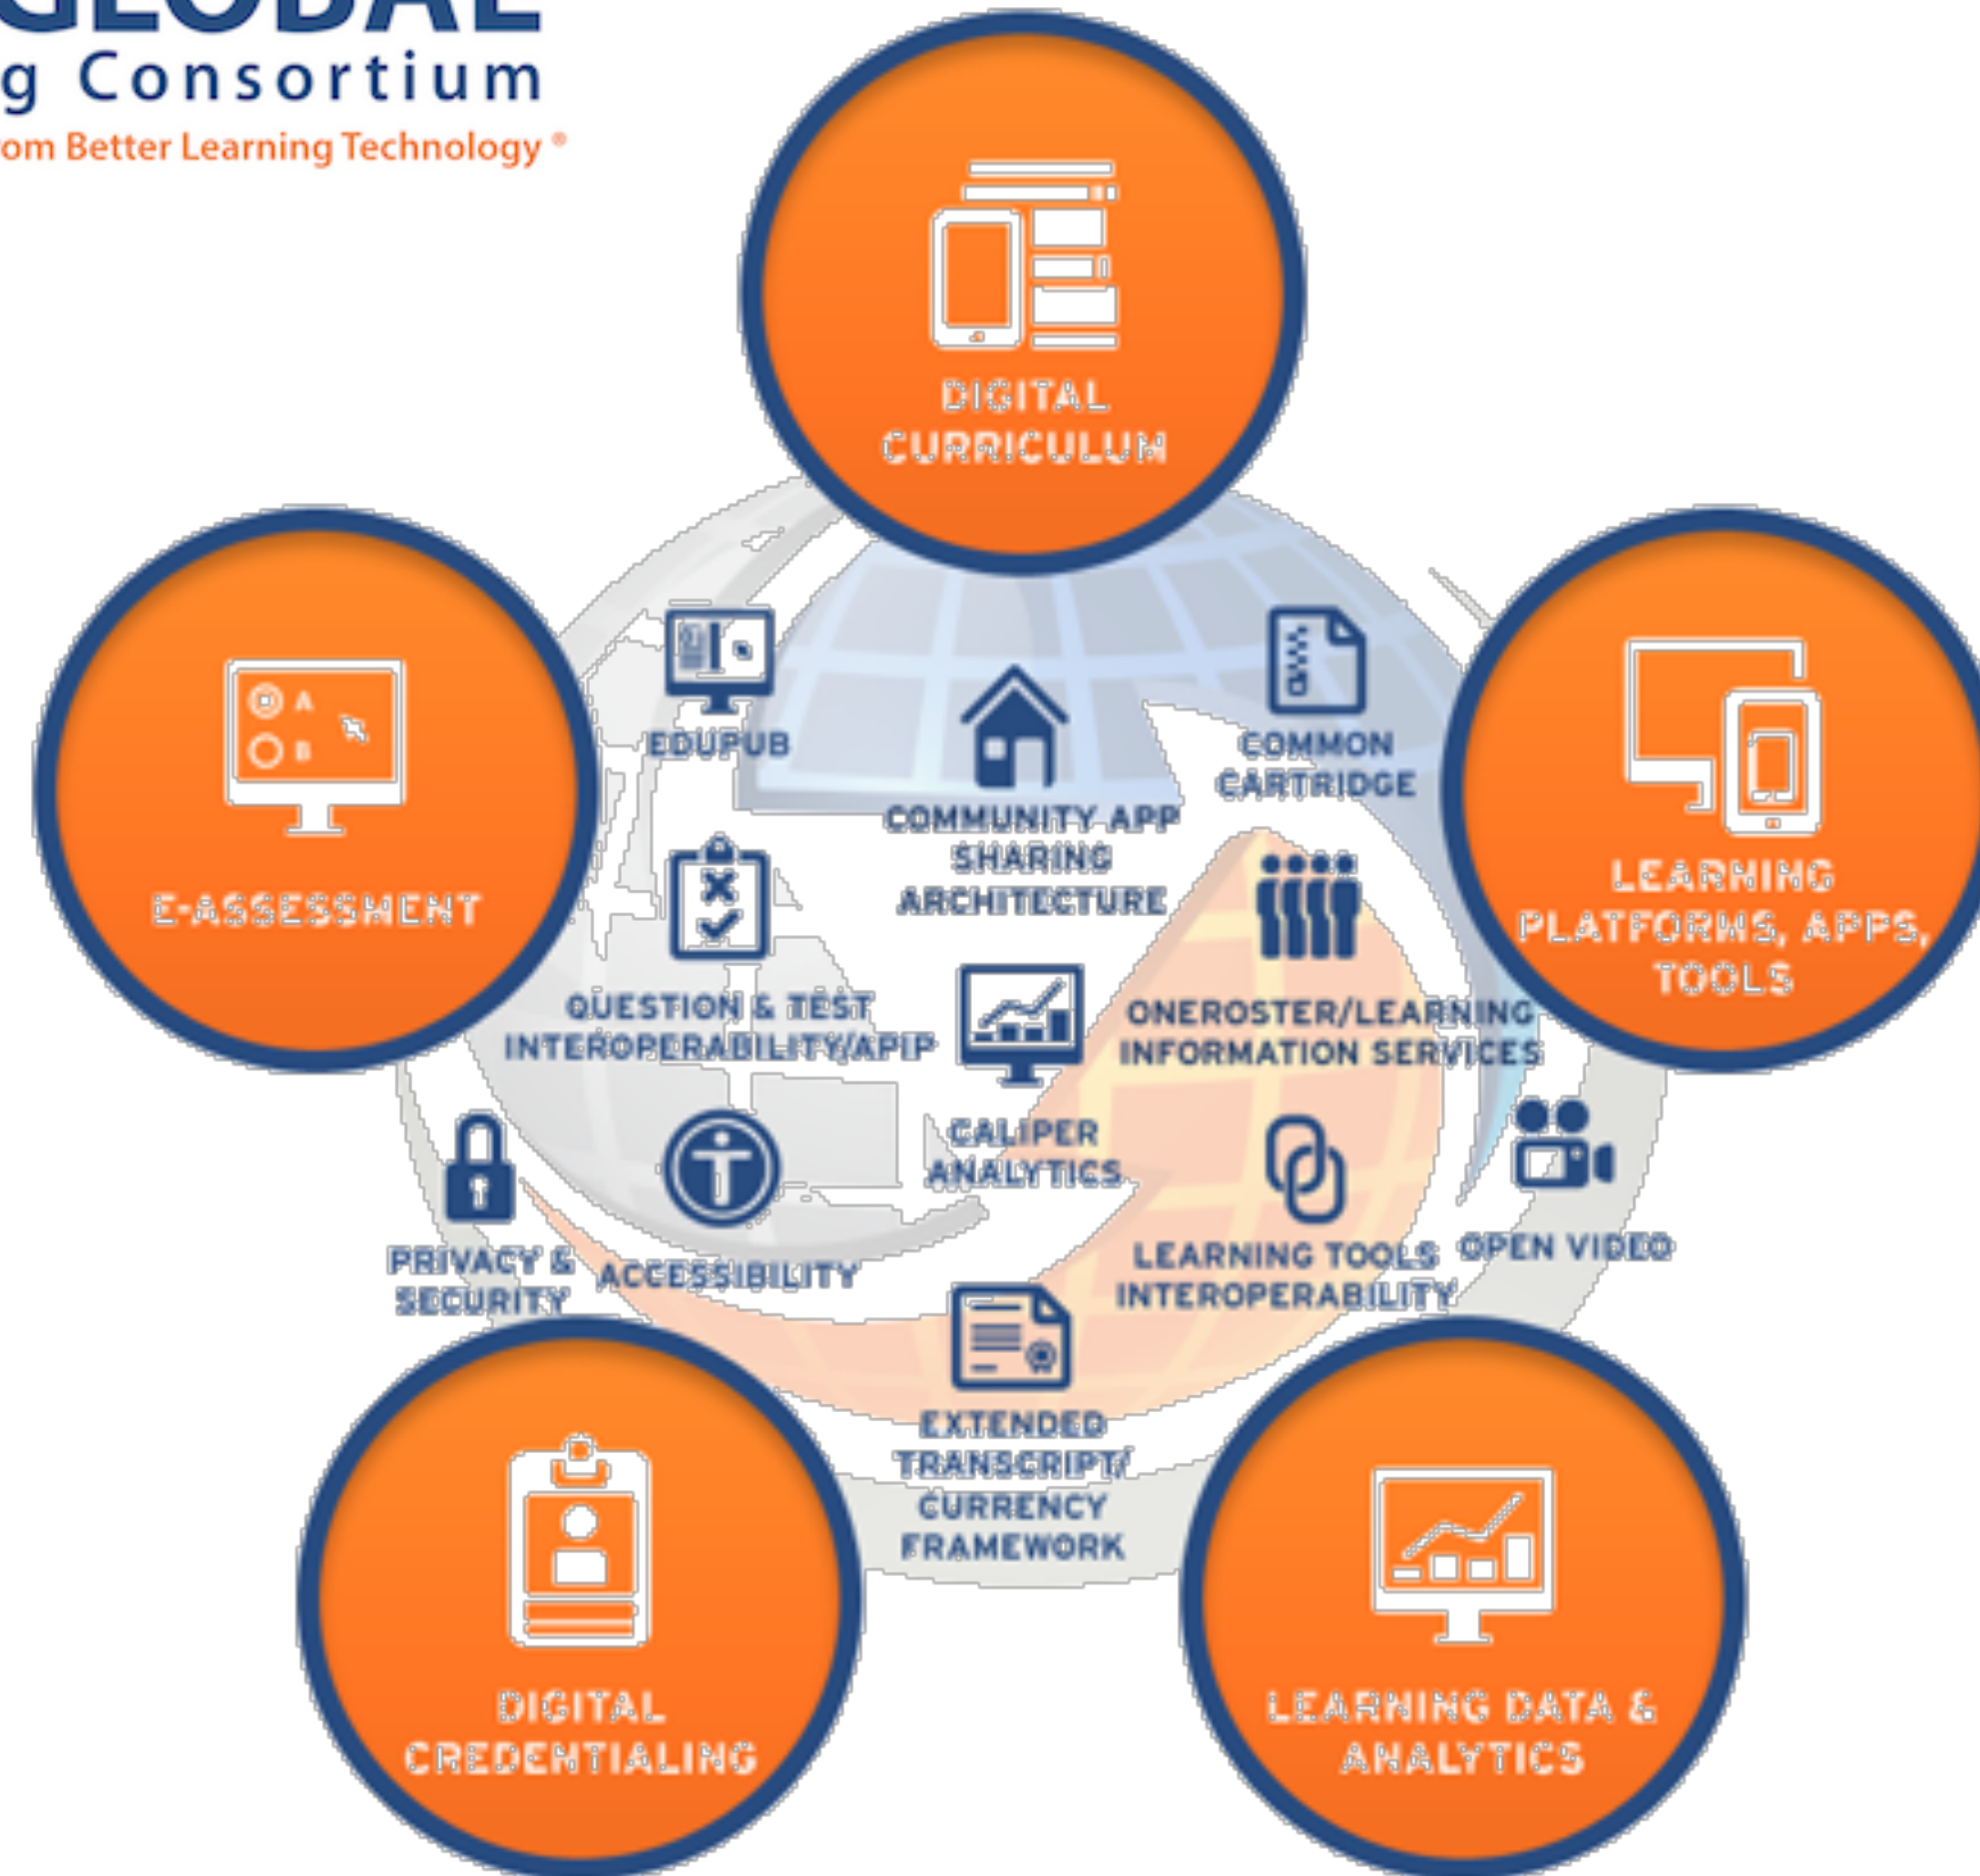 GLOBAL
g Consortium
om Better Learning Technology ®
DIGITAL
CURRICULUM
A
B
E-ASSESSMENT
LEARNING
PLATFORMS, APPS,
TOOLS
EDUPUB
COMMUNITY APP
SHARING
ARCHITECTURE
COMMON
CARTRIDGE
QUESTION & TEST
INTEROPERABILITY/APIP
ONEROSTER/LEARNING
INFORMATION SERVICES
CALIPER
ANALYTICS
PRIVACY &
SECURITY
ACCESSIBILITY
LEARNING TOOLS
INTEROPERABILITY
OPEN VIDEO
EXTENDED
TRANSCRIPT/
CURRENCY
FRAMEWORK
DIGITAL
CREDENTIALING
LEARNING DATA &
ANALYTICS